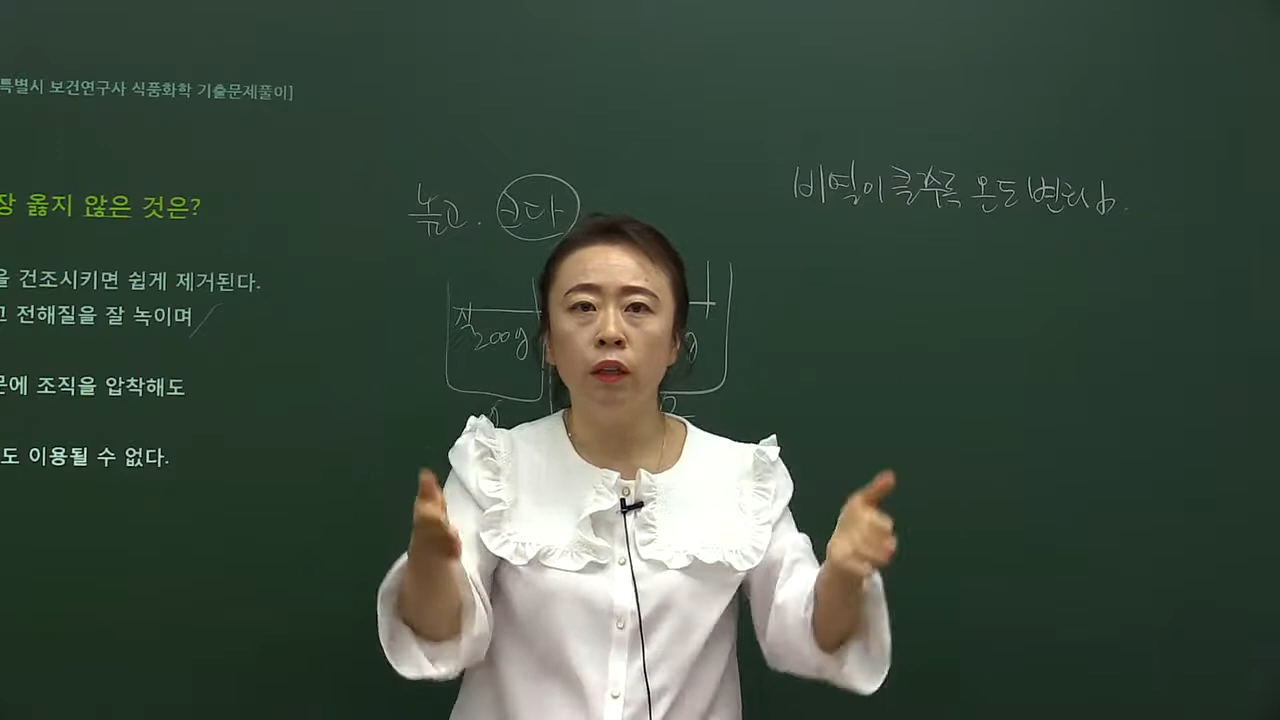 특별시 보건연구사 식품화학 기출문제풀이]
장 옳지 않은 것은?
을 건조시키면 쉽게 제거된다.
고 전해질을 잘 녹이며
문에 조직을 압착해도
도 이용될 수 없다.
높고. 크다
200g
g
비열이 클수록 온도 변화